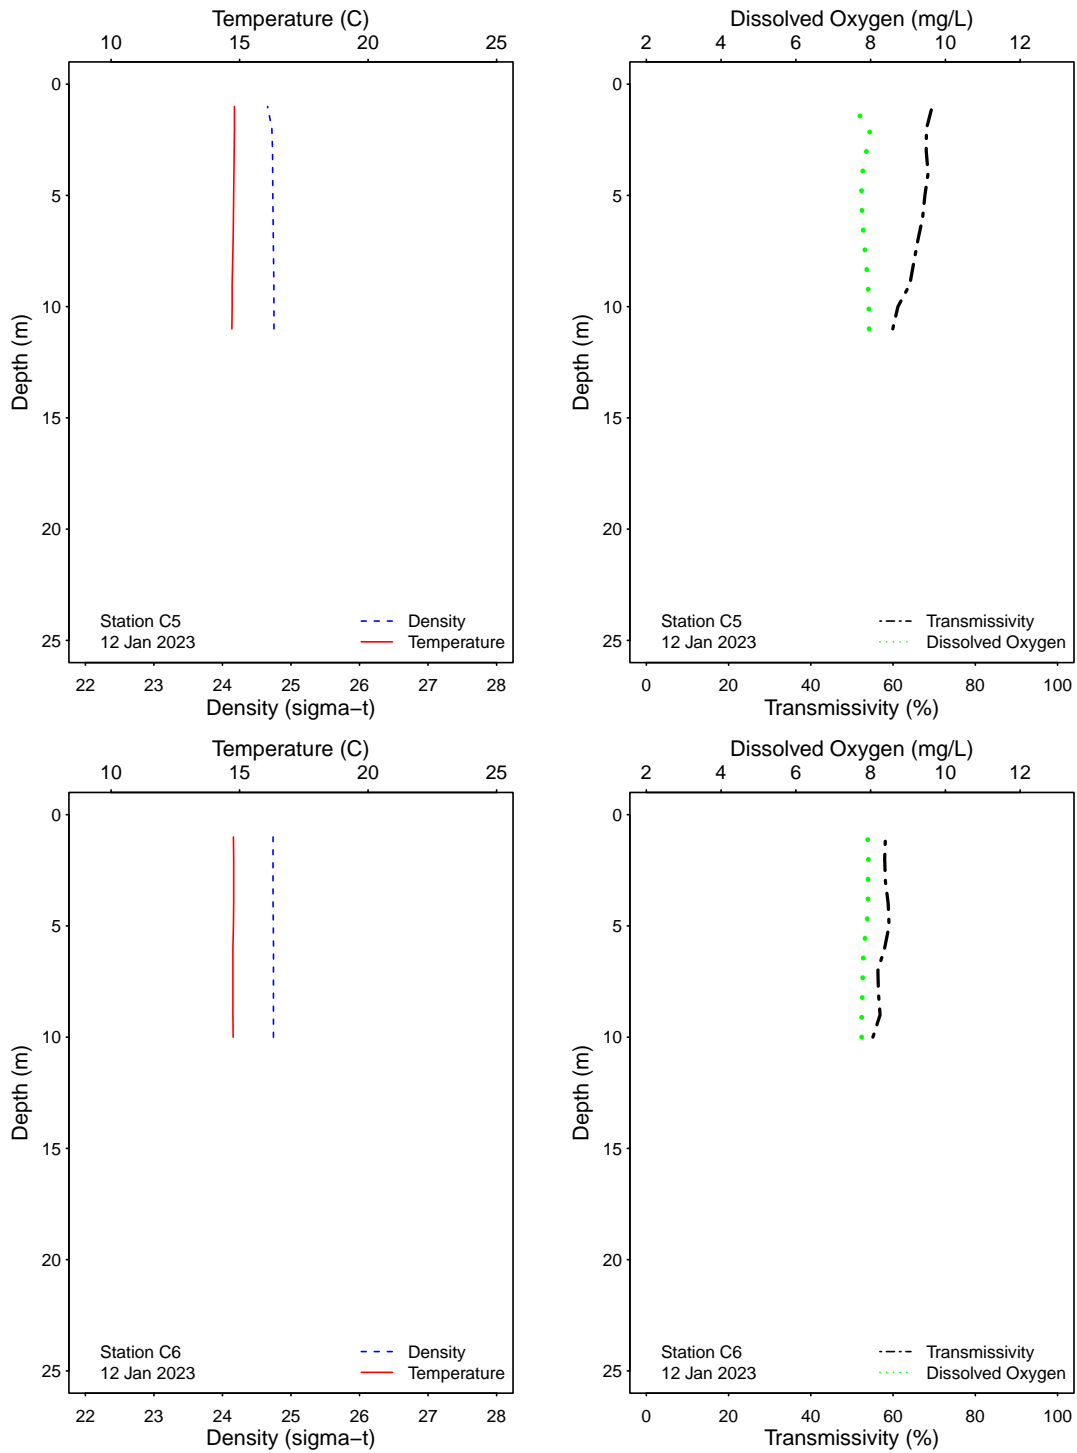 Temperature (C)
10 15 20 25
0
5
10
15
20
25
Depth (m)
Station C5
12 Jan 2023
Density
Temperature
22 23 24 25 26 27 28
Density (sigma−t)
Dissolved Oxygen (mg/L)
2 4 6 8 10 12
0
5
10
15
20
25
Depth (m)
Station C5
12 Jan 2023
Transmissivity
Dissolved Oxygen
0 20 40 60 80 100
Transmissivity (%)
Temperature (C)
10 15 20 25
0
5
10
15
20
25
Depth (m)
Station C6
12 Jan 2023
Density
Temperature
22 23 24 25 26 27 28
Density (sigma−t)
Dissolved Oxygen (mg/L)
2 4 6 8 10 12
0
5
10
15
20
25
Depth (m)
Station C6
12 Jan 2023
Transmissivity
Dissolved Oxygen
0 20 40 60 80 100
Transmissivity (%)